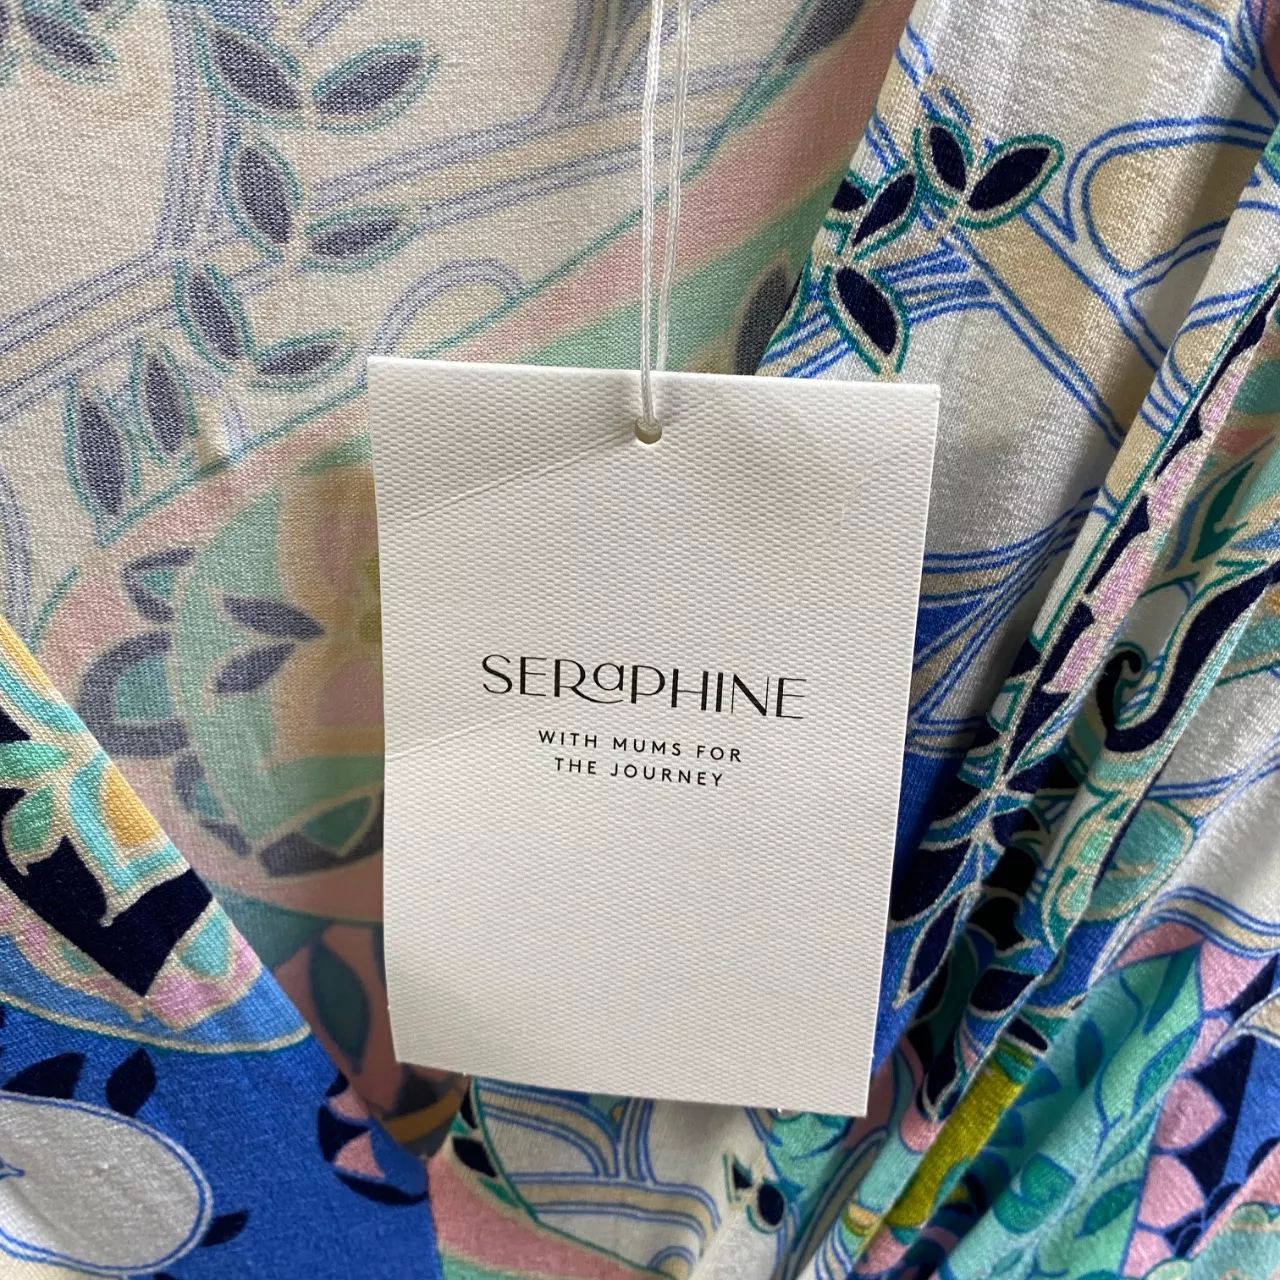 SERaPHINE
WITH MUMS FOR
THE JOURNEY